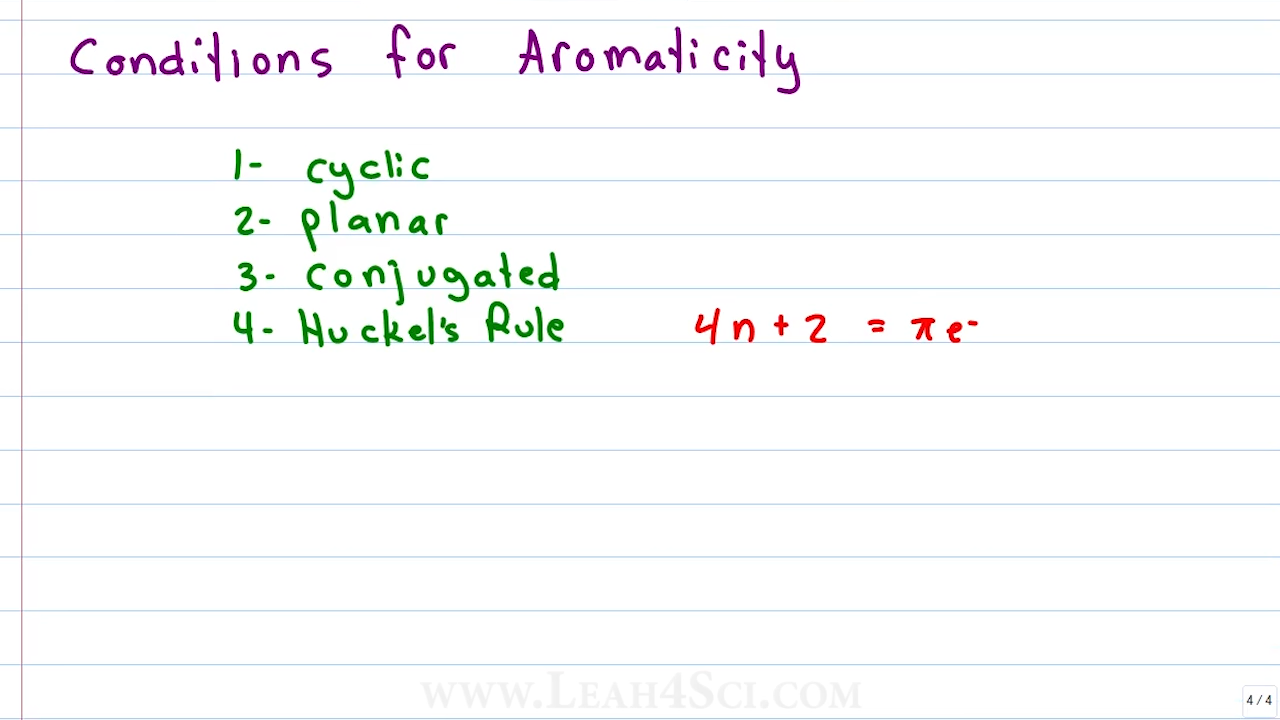 Conditions for Aromaticity
1- cyclic
2- planar
3- conjugated
4- Huckel's Rule 4n+2 = πe⁻
www.Leah4Sci.com
4/4